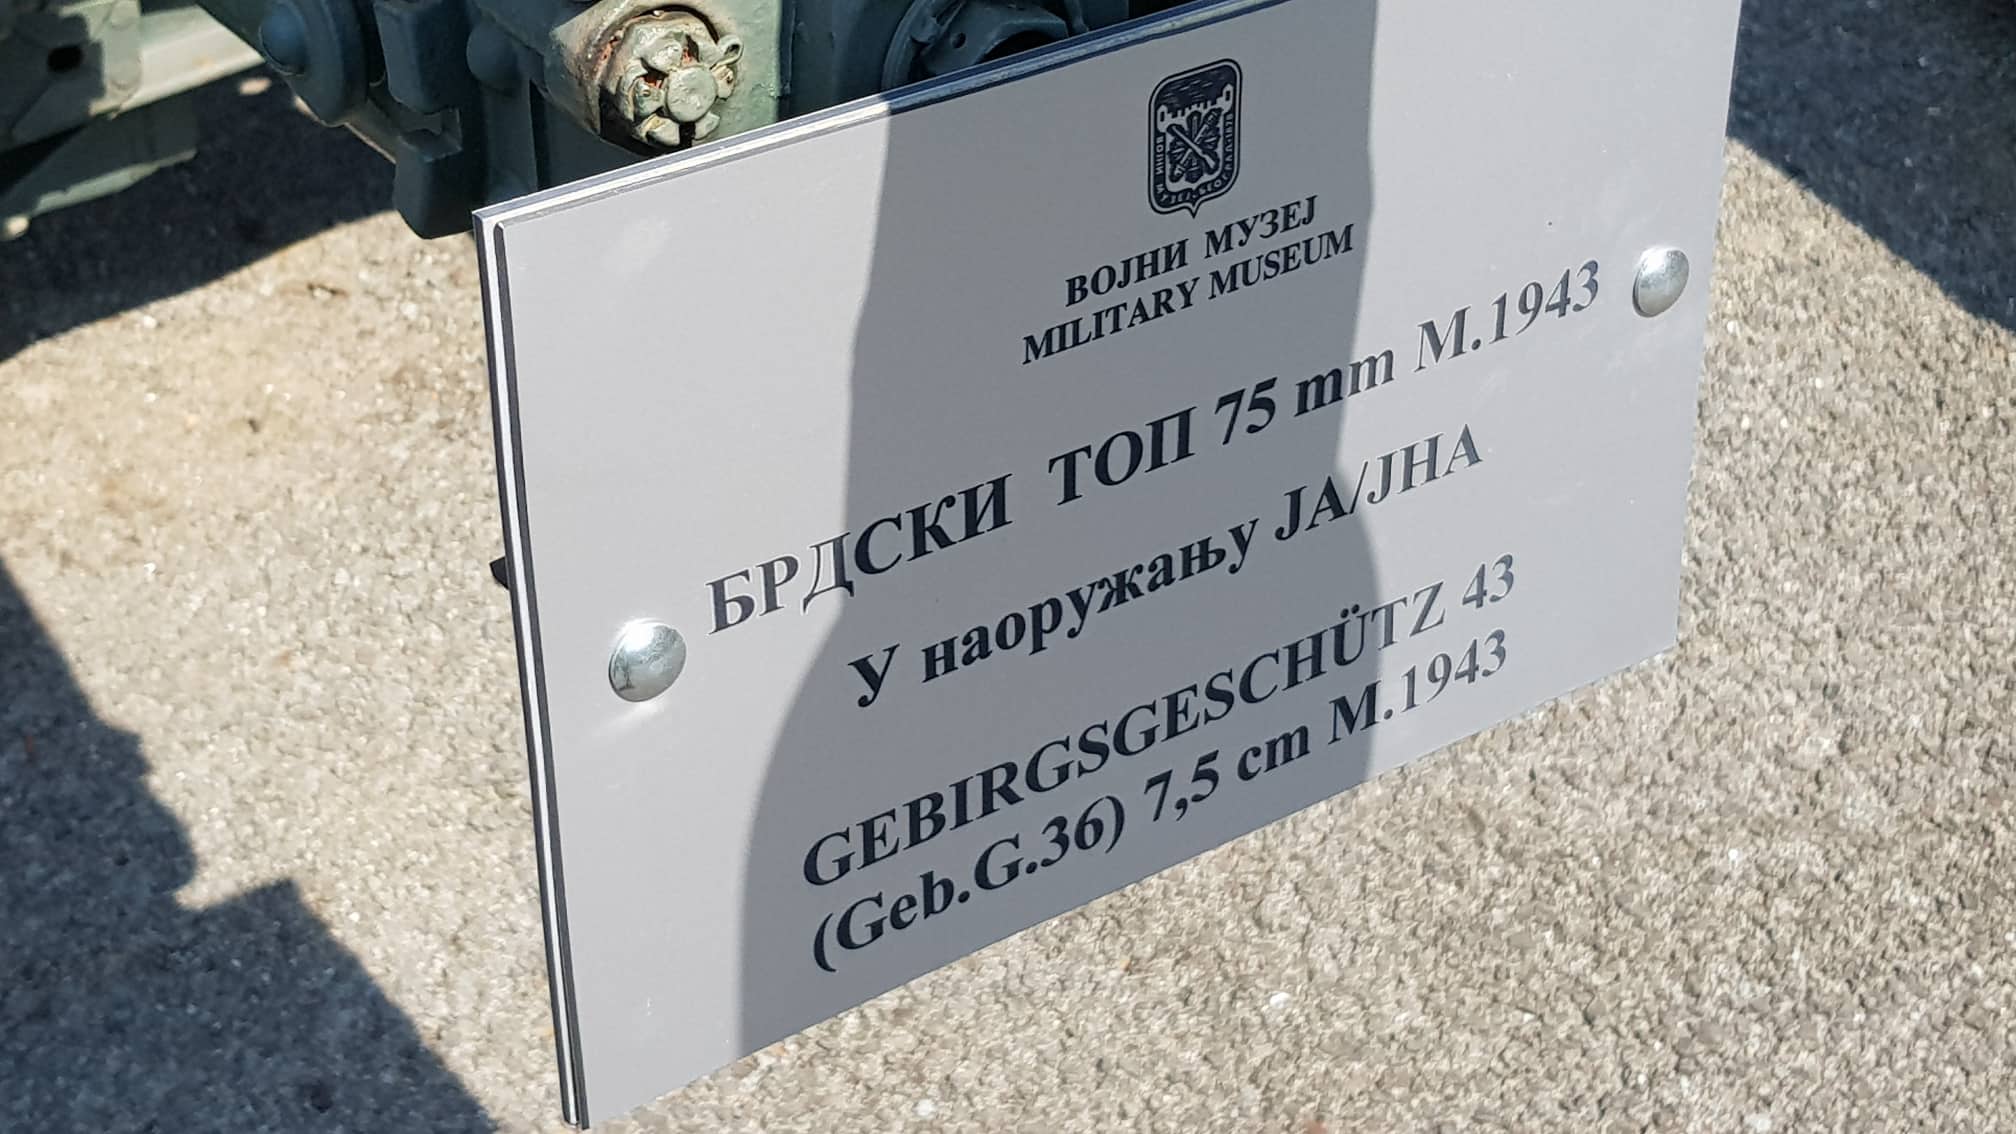 ВОЈНИ МУЗЕЈ
MILITARY MUSEUM
БРДСКИ ТОП 75 mm М.1943
У наоружању ЈА/ЈНА
GEBIRGSGESCHÜTZ 43
(Geb.G.36) 7,5 cm M.1943